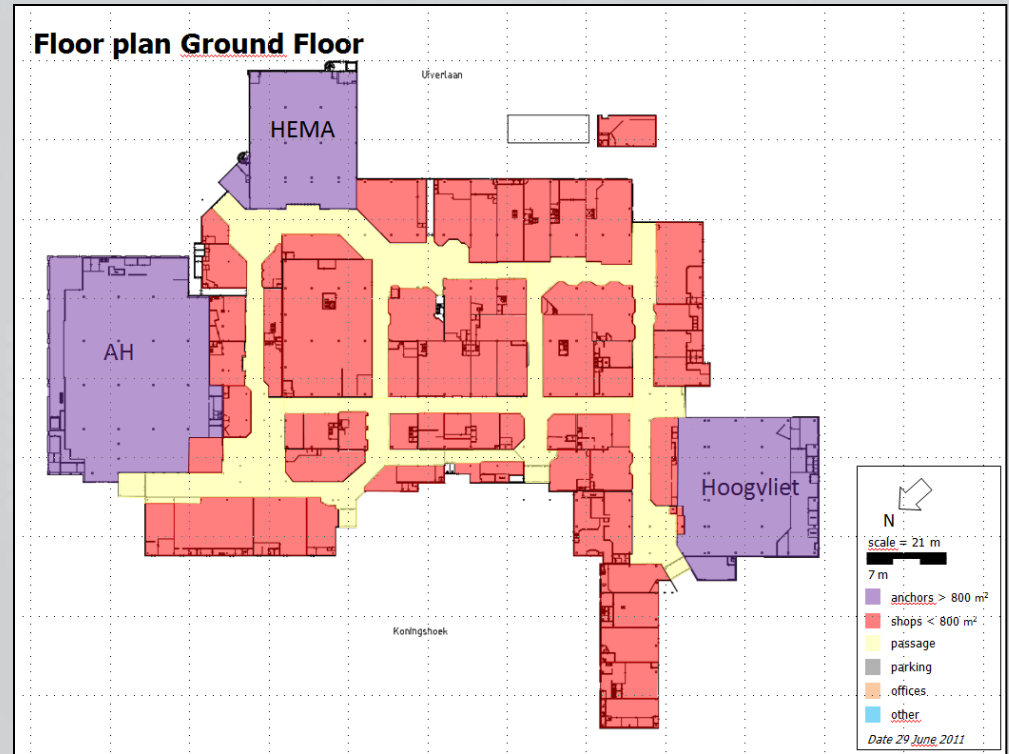 Floor plan Ground Floor
Uiverlaan
HEMA
AH
Hoogvliet
Koningshoek
N
scale = 21 m
7 m
anchors > 800 m²
shops < 800 m²
passage
parking
offices
other
Date 29 June 2011